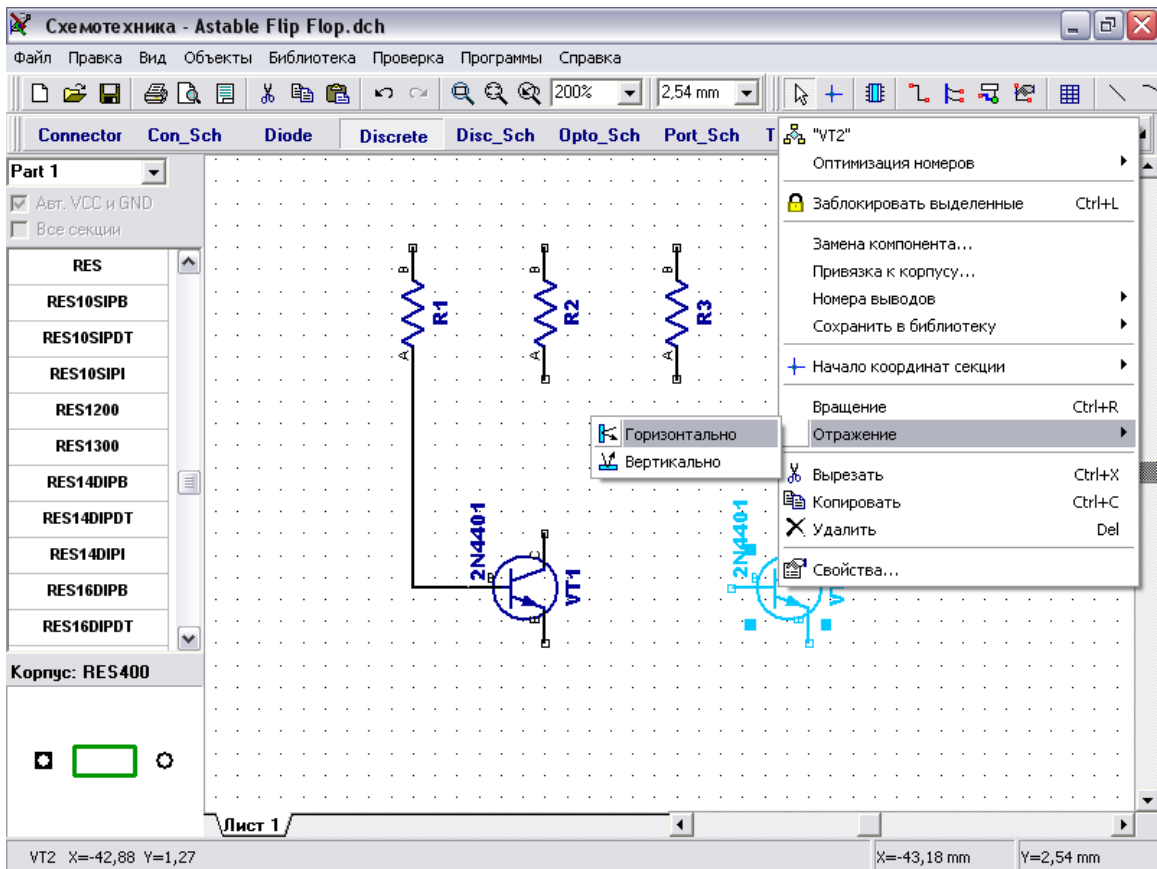 Схемотехника - Astable Flip Flop.dch
Файл Правка Вид Объекты Библиотека Проверка Программы Справка
200% 2,54 mm
Connector Con_Sch Diode Discrete Disc_Sch Opto_Sch Port_Sch T
Part 1
Авт. VCC и GND
Все секции
RES
RES10SIPB
RES10SIPDT
RES10SIPI
RES1200
RES1300
RES14DIPB
RES14DIPDT
RES14DIPI
RES16DIPB
RES16DIPDT
Корпус: RES400
B R1 A
B R2 A
B R3 A
2N4401 B C E VT1
2N4401 E V
"VT2"
Оптимизация номеров
Заблокировать выделенные Ctrl+L
Замена компонента...
Привязка к корпусу...
Номера выводов
Сохранить в библиотеку
Начало координат секции
Вращение Ctrl+R
Отражение
Горизонтально
Вертикально
Вырезать Ctrl+X
Копировать Ctrl+C
Удалить Del
Свойства...
Лист 1
VT2 X=-42,88 Y=1,27
X=-43,18 mm Y=2,54 mm